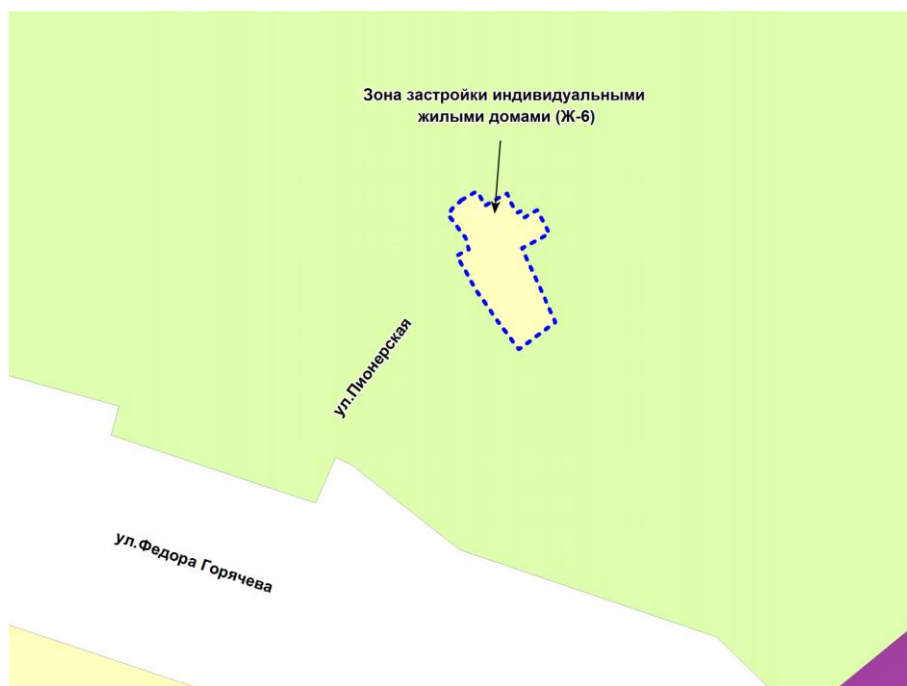 Зона застройки индивидуальными
жилыми домами (Ж-6)
ул.Пионерская
ул.Федора Горячева